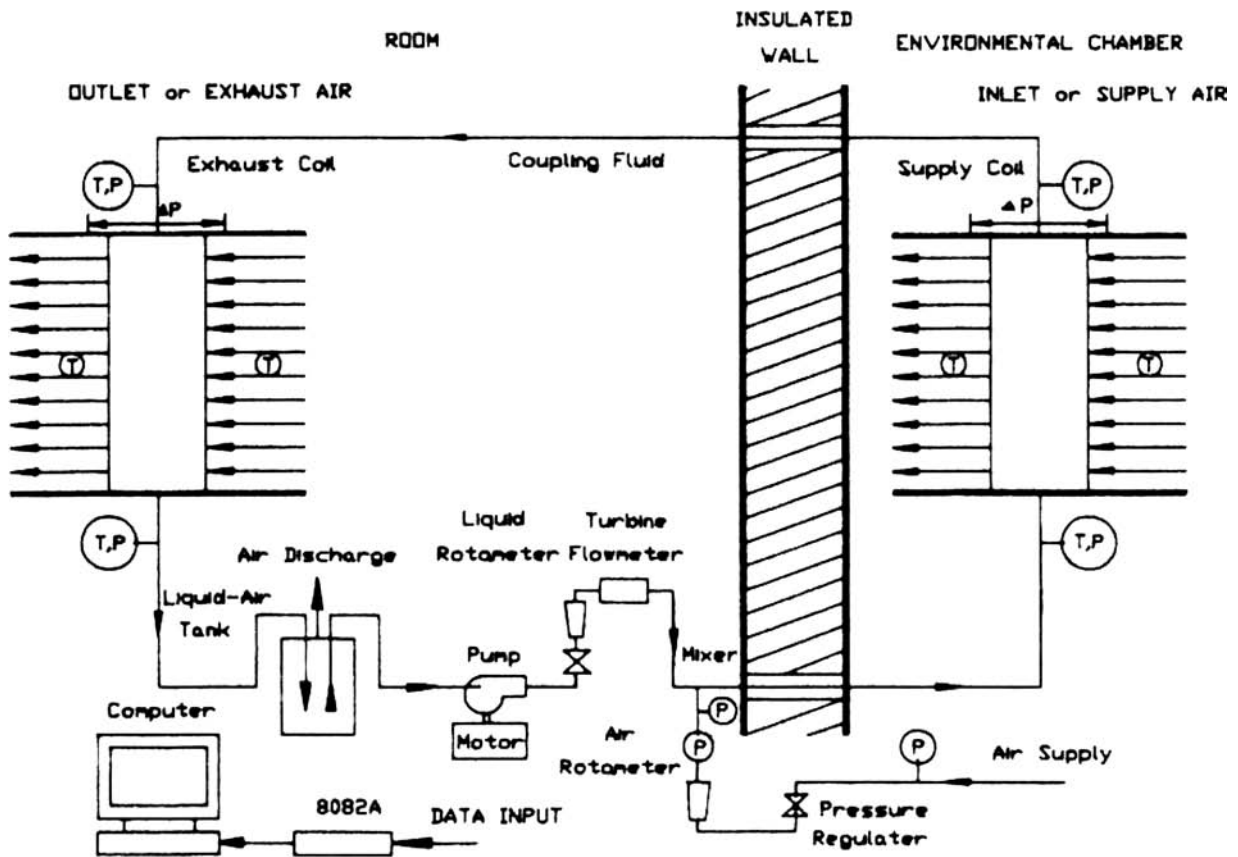 INSULATED
WALL
ROOM
ENVIRONMENTAL CHAMBER
OUTLET or EXHAUST AIR
INLET or SUPPLY AIR
Exhaust Coil
Coupling Fluid
Supply Coil
T,P
T,P
ΔP
ΔP
T
T
T
T
T,P
T,P
Liquid
Rotameter
Turbine
Flowmeter
Air Discharge
Liquid-Air
Tank
Pump
Mixer
Computer
Motor
P
Air
Rotameter
P
P
Air Supply
8082A
DATA INPUT
Pressure
Regulater